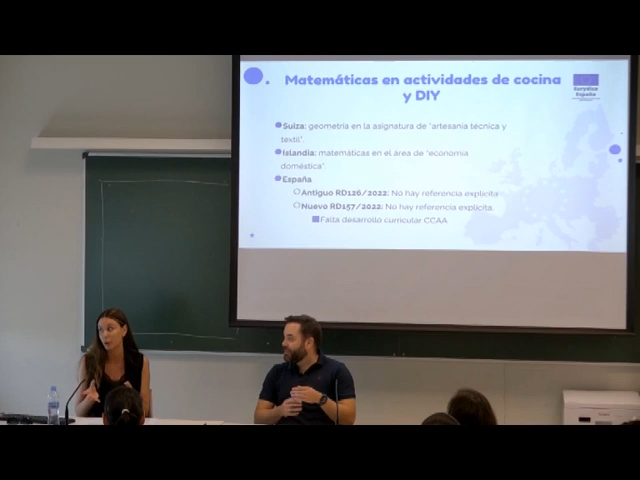 Matemáticas en actividades de cocina
y DIY
Eurydice
España
Suiza: geometría en la asignatura de "artesanía técnica y
textil".
Islandia: matemáticas en el área de "economía
doméstica".
España
Antiguo RD126/2022: No hay referencia explícita
Nuevo RD157/2022: No hay referencia explícita.
Falta desarrollo curricular CCAA